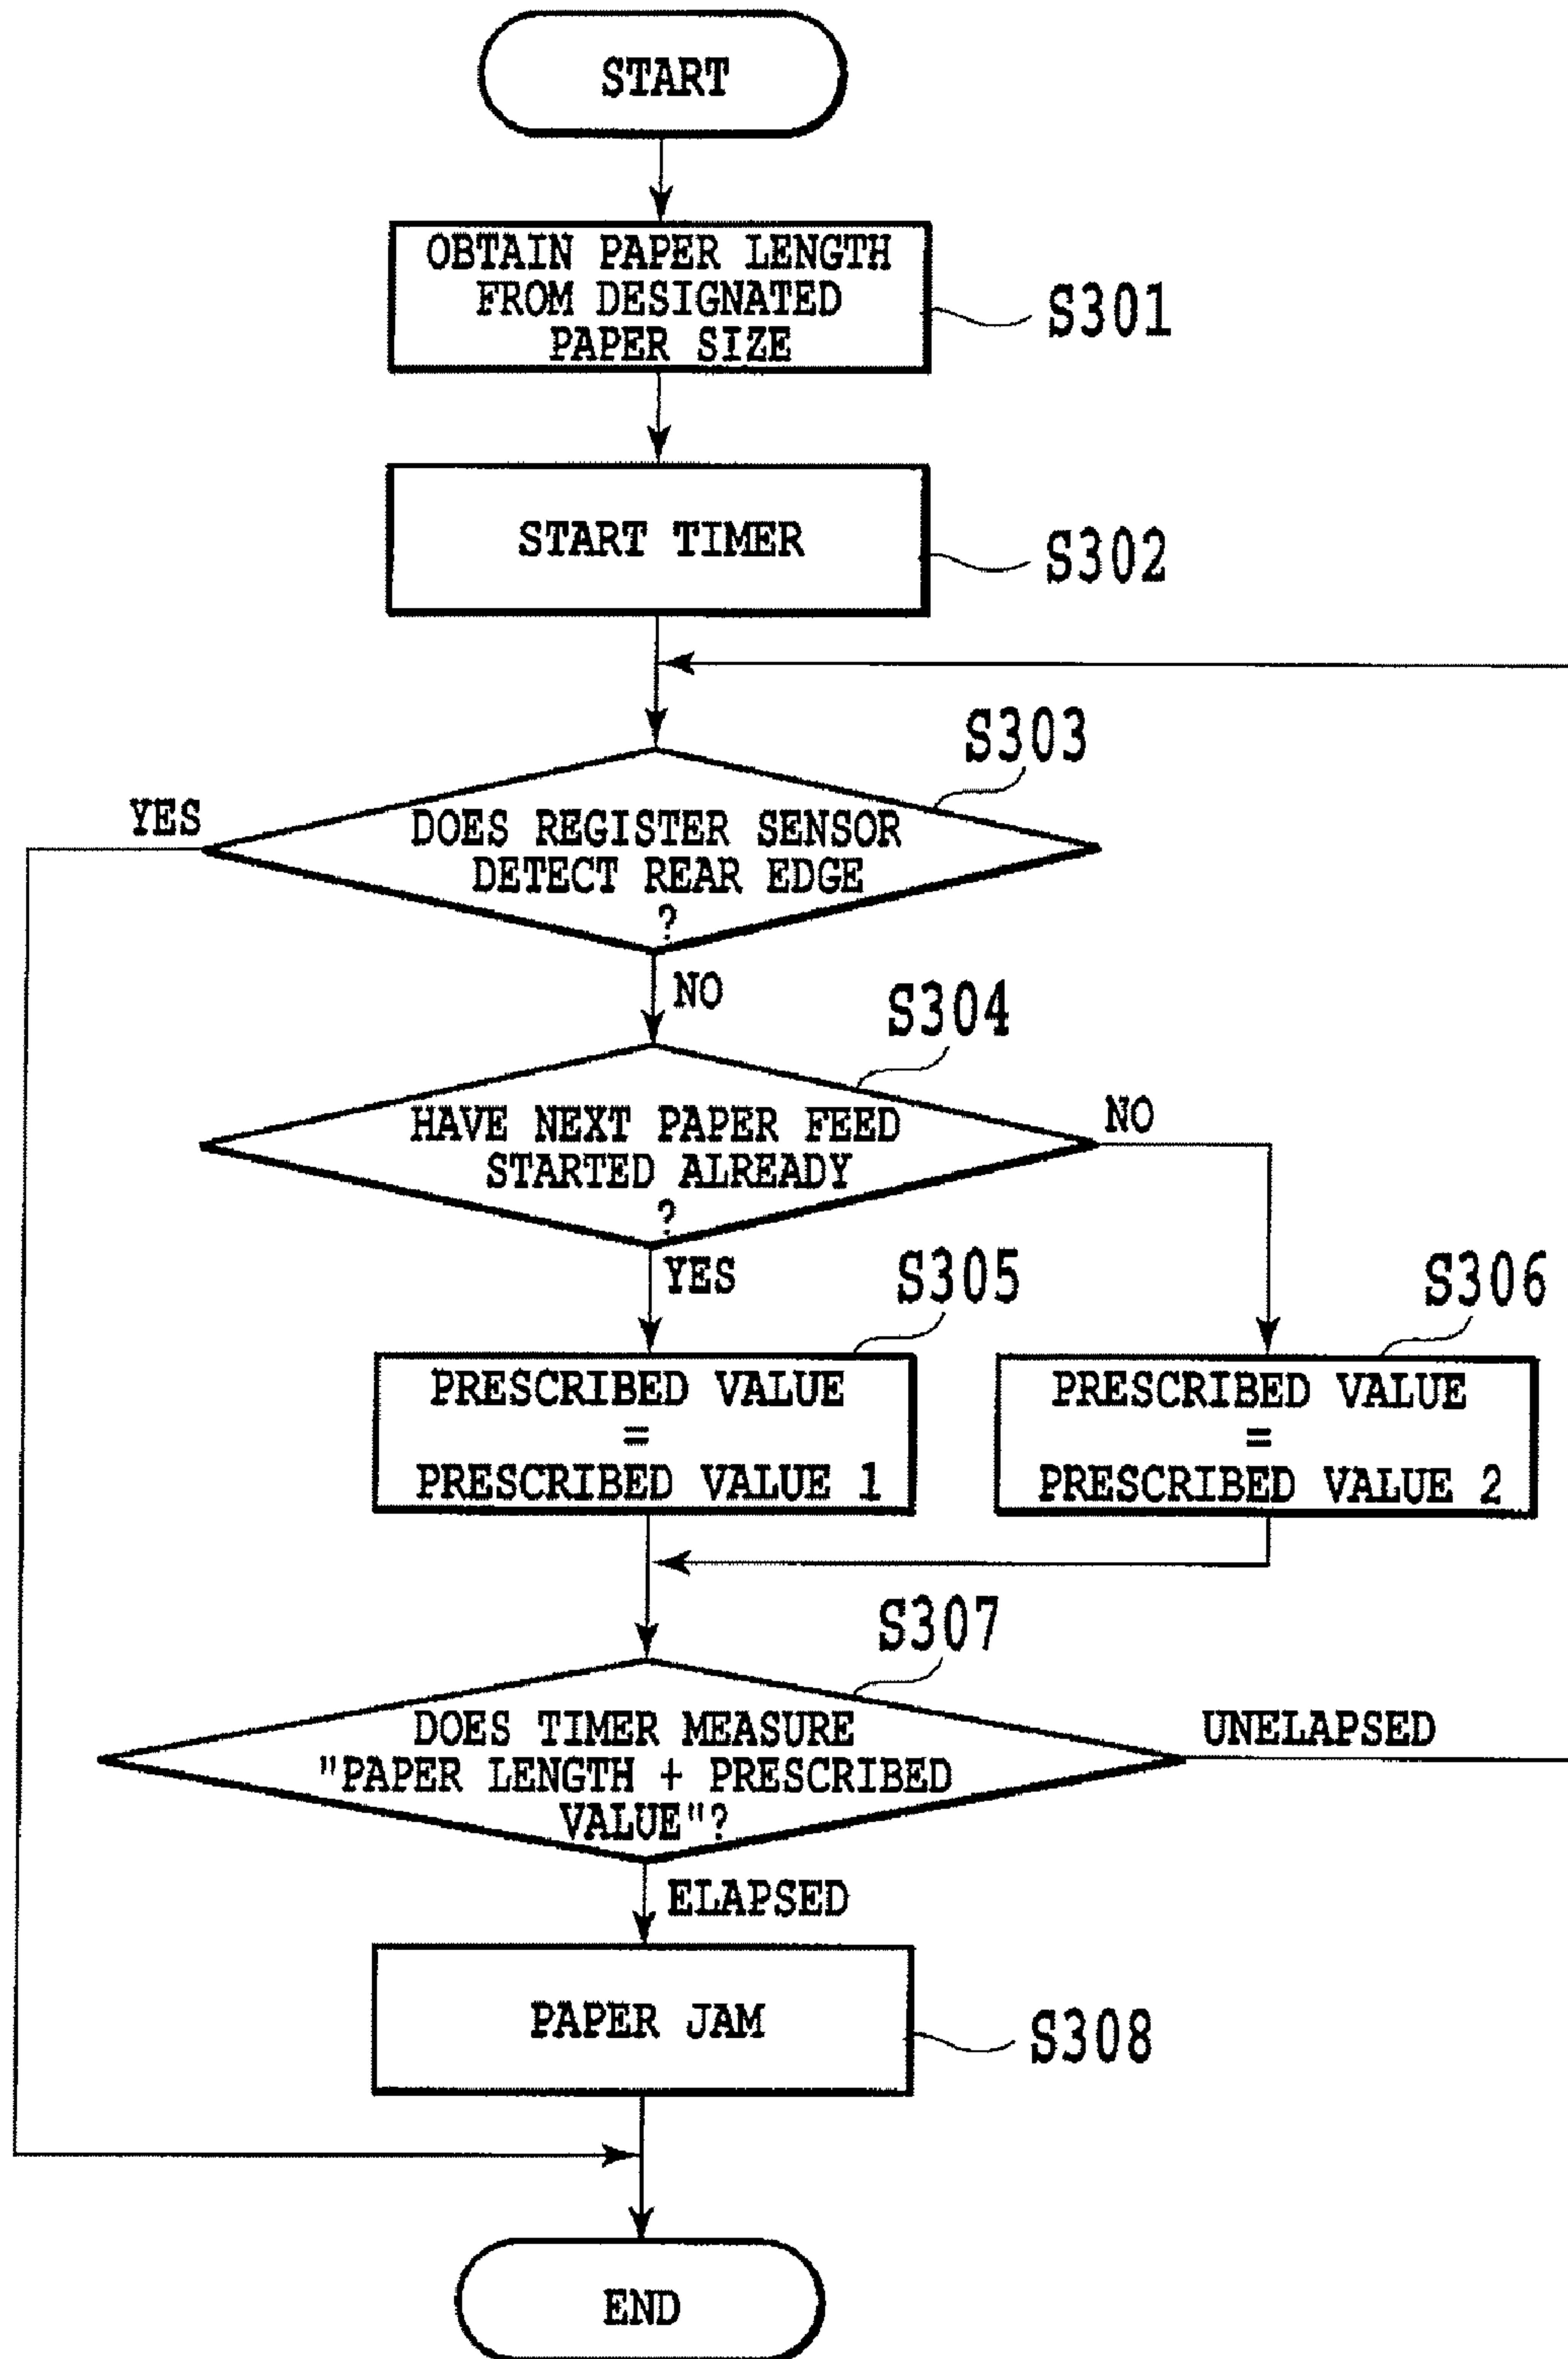 START
OBTAIN PAPER LENGTH
FROM DESIGNATED
PAPER SIZE
S301
START TIMER
S302
S303
YES
DOES REGISTER SENSOR
DETECT REAR EDGE
?
NO
S304
HAVE NEXT PAPER FEED
STARTED ALREADY
?
NO
YES
S305
S306
PRESCRIBED VALUE
=
PRESCRIBED VALUE 1
PRESCRIBED VALUE
=
PRESCRIBED VALUE 2
S307
DOES TIMER MEASURE
"PAPER LENGTH + PRESCRIBED
VALUE"?
UNELAPSED
ELAPSED
PAPER JAM
S308
END